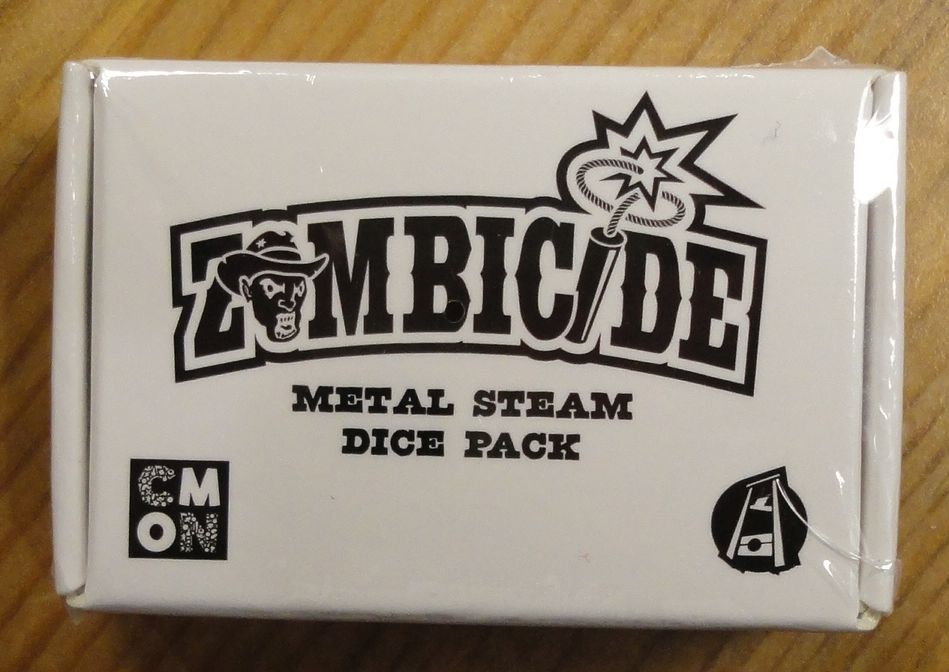 ZOMBICIDE
METAL STEAM
DICE PACK
CMON